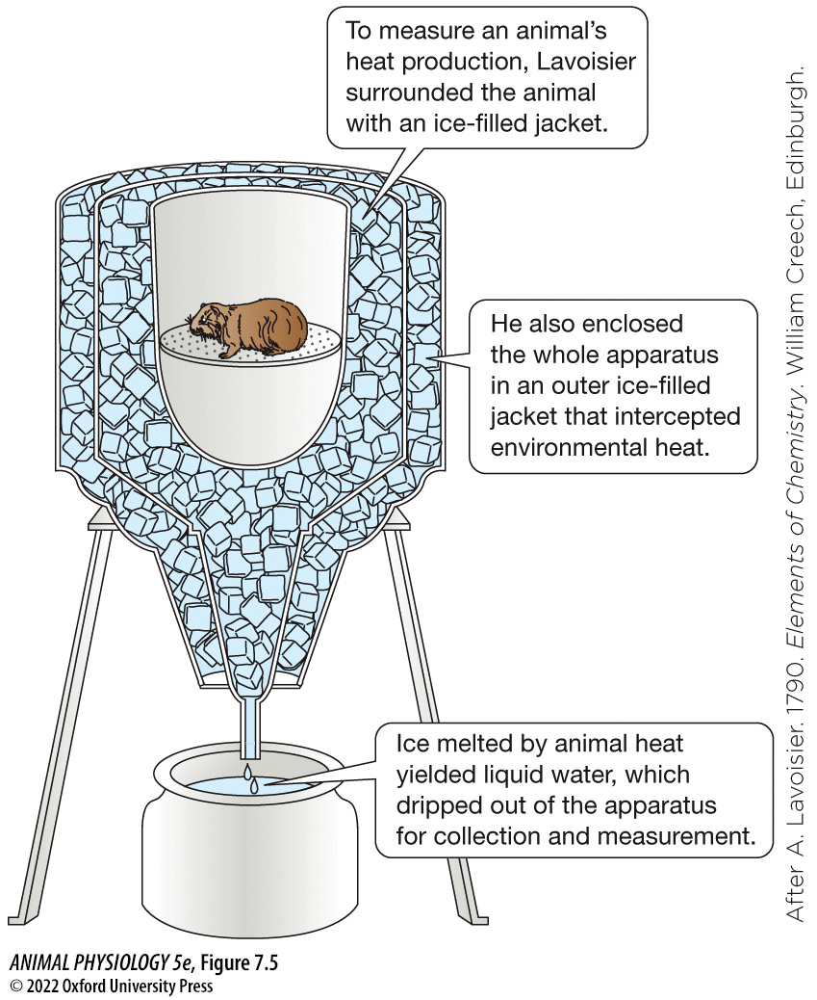 To measure an animal’s
heat production, Lavoisier
surrounded the animal
with an ice-filled jacket.
He also enclosed
the whole apparatus
in an outer ice-filled
jacket that intercepted
environmental heat.
Ice melted by animal heat
yielded liquid water, which
dripped out of the apparatus
for collection and measurement.
After A. Lavoisier. 1790. Elements of Chemistry. William Creech, Edinburgh.
ANIMAL PHYSIOLOGY 5e, Figure 7.5
© 2022 Oxford University Press